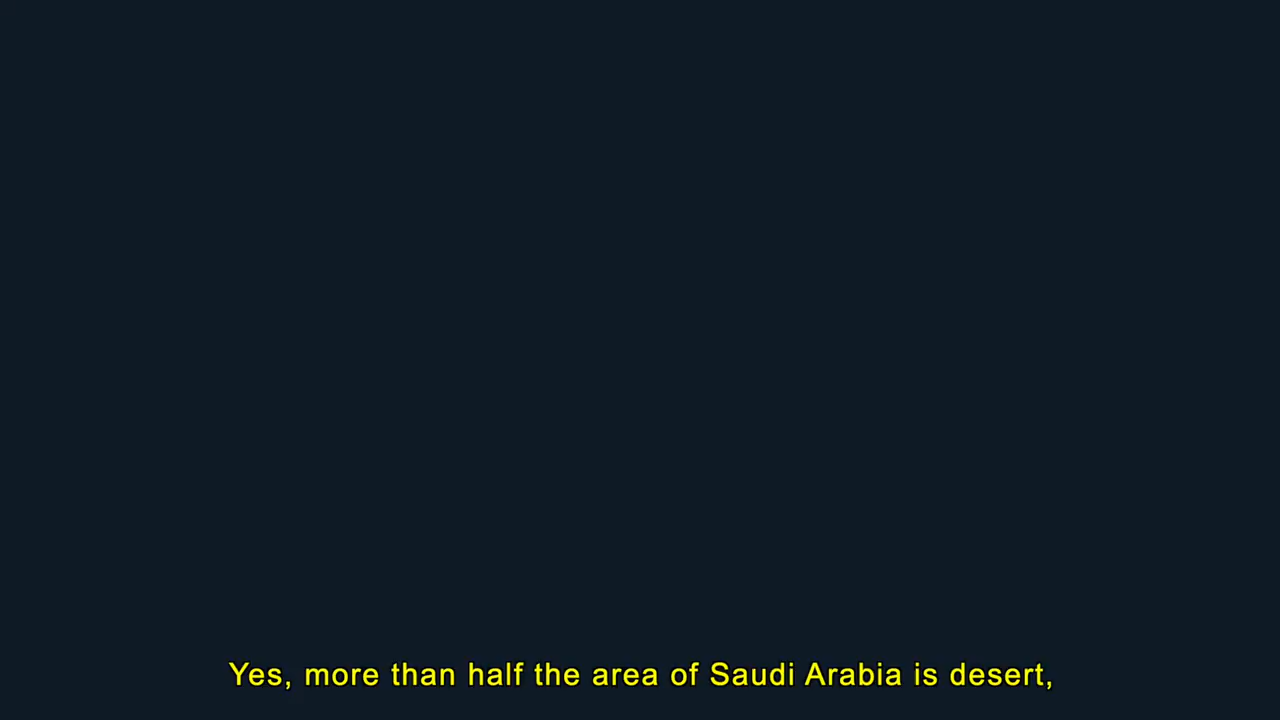 Yes, more than half the area of Saudi Arabia is desert,